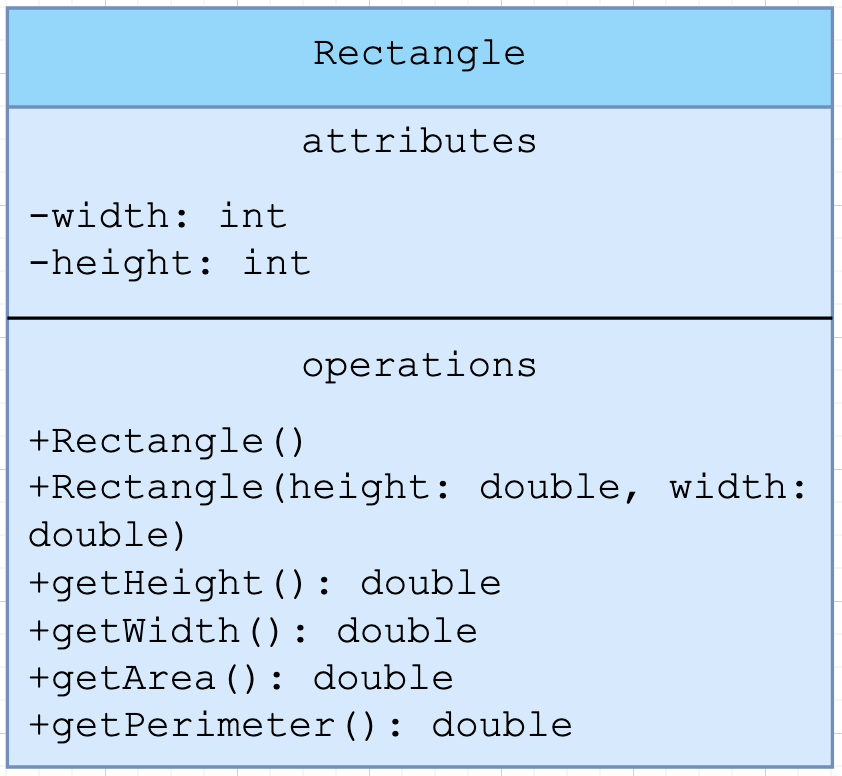 Rectangle
attributes
-width: int
-height: int
operations
+Rectangle()
+Rectangle(height: double, width:
double)
+getHeight(): double
+getWidth(): double
+getArea(): double
+getPerimeter(): double